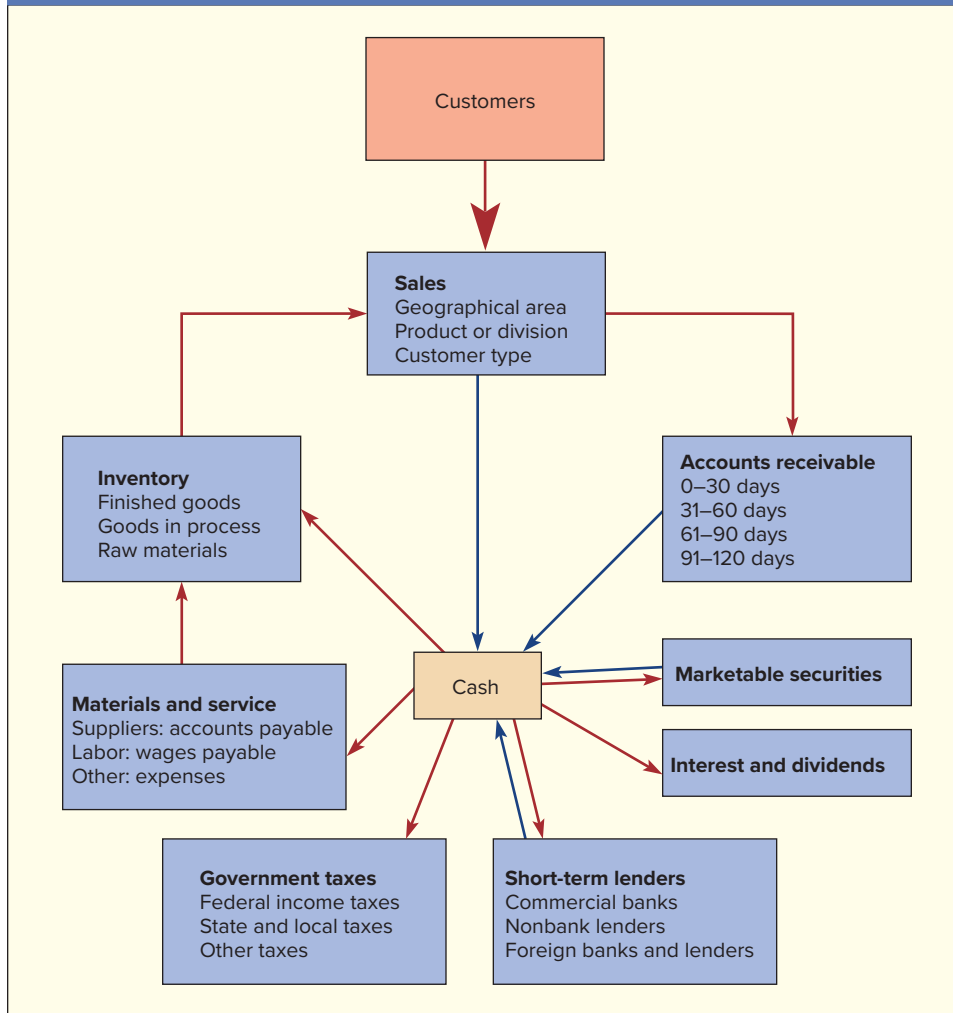 Customers
Sales
Geographical area
Product or division
Customer type
Inventory
Finished goods
Goods in process
Raw materials
Accounts receivable
0–30 days
31–60 days
61–90 days
91–120 days
Cash
Marketable securities
Materials and service
Suppliers: accounts payable
Labor: wages payable
Other: expenses
Interest and dividends
Government taxes
Federal income taxes
State and local taxes
Other taxes
Short-term lenders
Commercial banks
Nonbank lenders
Foreign banks and lenders